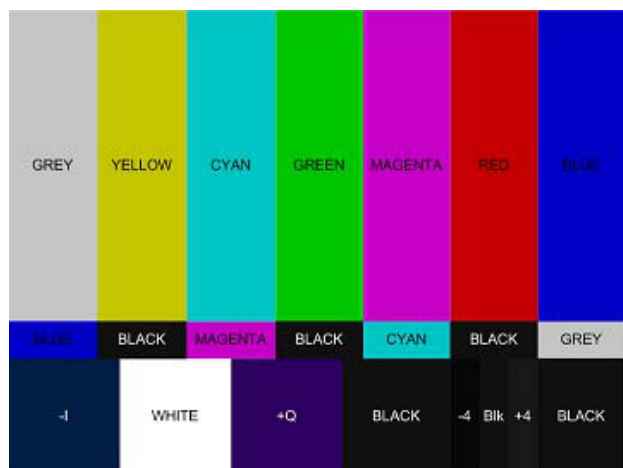 GREY YELLOW CYAN GREEN MAGENTA RED BLUE
BLUE BLACK MAGENTA BLACK CYAN BLACK GREY
-I WHITE +Q BLACK -4 Blk +4 BLACK